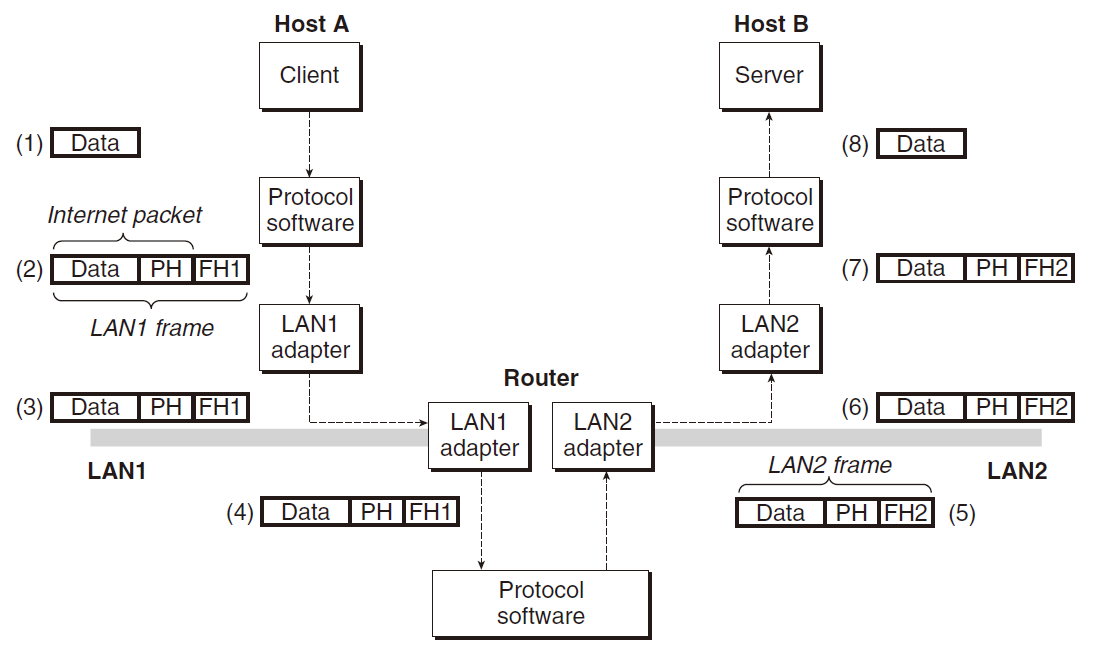 Host A
Host B
Client
Server
(1) Data
(8) Data
Protocol
software
Protocol
software
Internet packet
(2) Data PH FH1
(7) Data PH FH2
LAN1 frame
LAN1
adapter
LAN2
adapter
Router
(3) Data PH FH1
(6) Data PH FH2
LAN1
adapter
LAN2
adapter
LAN1
LAN2 frame
LAN2
(4) Data PH FH1
Data PH FH2 (5)
Protocol
software